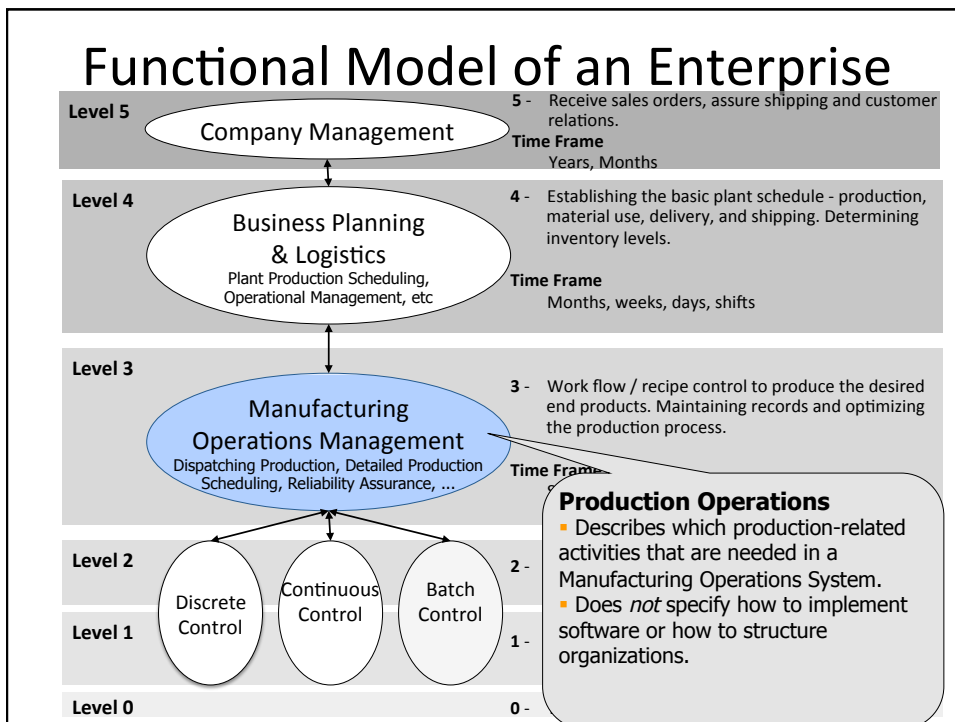 Functional Model of an Enterprise
Level 5
Company Management
5 - Receive sales orders, assure shipping and customer
relations.
Time Frame
Years, Months
Level 4
Business Planning
& Logistics
Plant Production Scheduling,
Operational Management, etc
4 - Establishing the basic plant schedule - production,
material use, delivery, and shipping. Determining
inventory levels.
Time Frame
Months, weeks, days, shifts
Level 3
Manufacturing
Operations Management
Dispatching Production, Detailed Production
Scheduling, Reliability Assurance, ...
3 - Work flow / recipe control to produce the desired
end products. Maintaining records and optimizing
the production process.
Time Frame
Production Operations
▪ Describes which production-related
activities that are needed in a
Manufacturing Operations System.
▪ Does not specify how to implement
software or how to structure
organizations.
Level 2
2 -
Discrete
Control
Continuous
Control
Batch
Control
Level 1
1 -
Level 0
0 -